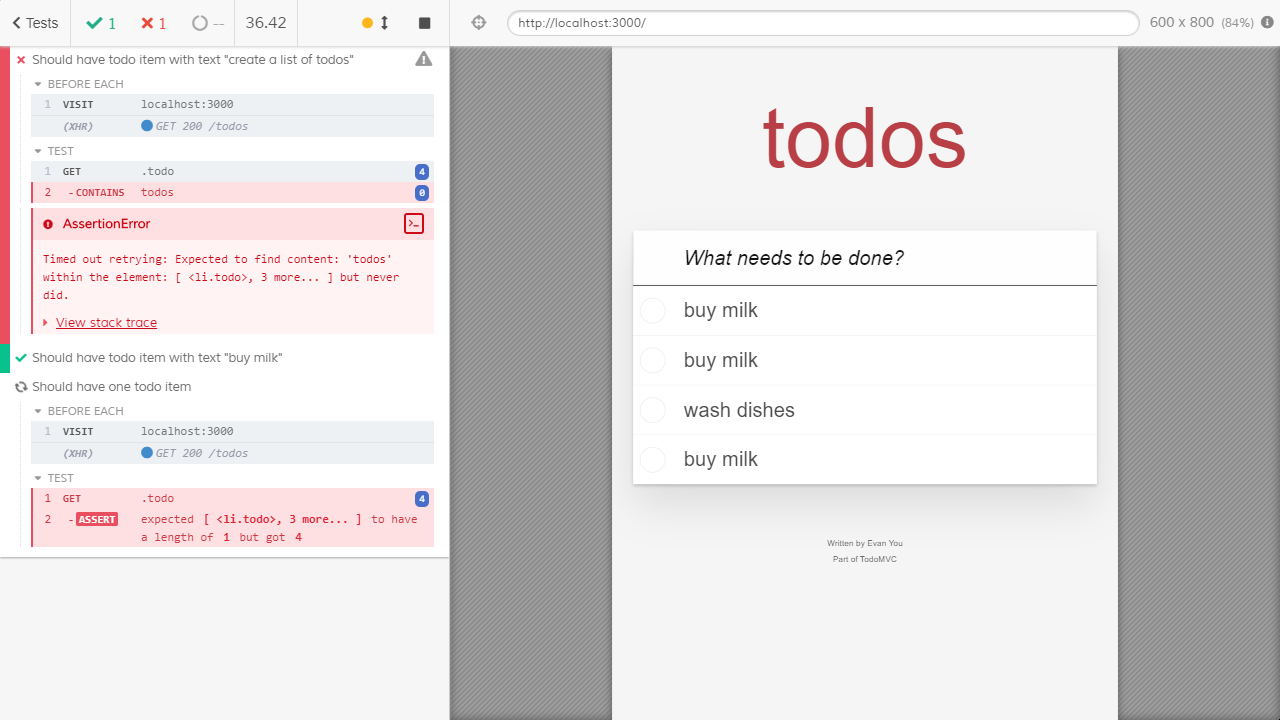 Tests 1 1 -- 36.42
http://localhost:3000/ 600 x 800 (84%)
Should have todo item with text "create a list of todos"
BEFORE EACH
1 VISIT localhost:3000
(XHR) GET 200 /todos
TEST
1 GET .todo 4
2 -CONTAINS todos 0
AssertionError >_
Timed out retrying: Expected to find content: 'todos'
within the element: [ <li.todo>, 3 more... ] but never
did.
View stack trace
Should have todo item with text "buy milk"
Should have one todo item
BEFORE EACH
1 VISIT localhost:3000
(XHR) GET 200 /todos
TEST
1 GET .todo 4
2 -ASSERT expected [ <li.todo>, 3 more... ] to have
a length of 1 but got 4
todos
What needs to be done?
buy milk
buy milk
wash dishes
buy milk
Written by Evan You
Part of TodoMVC